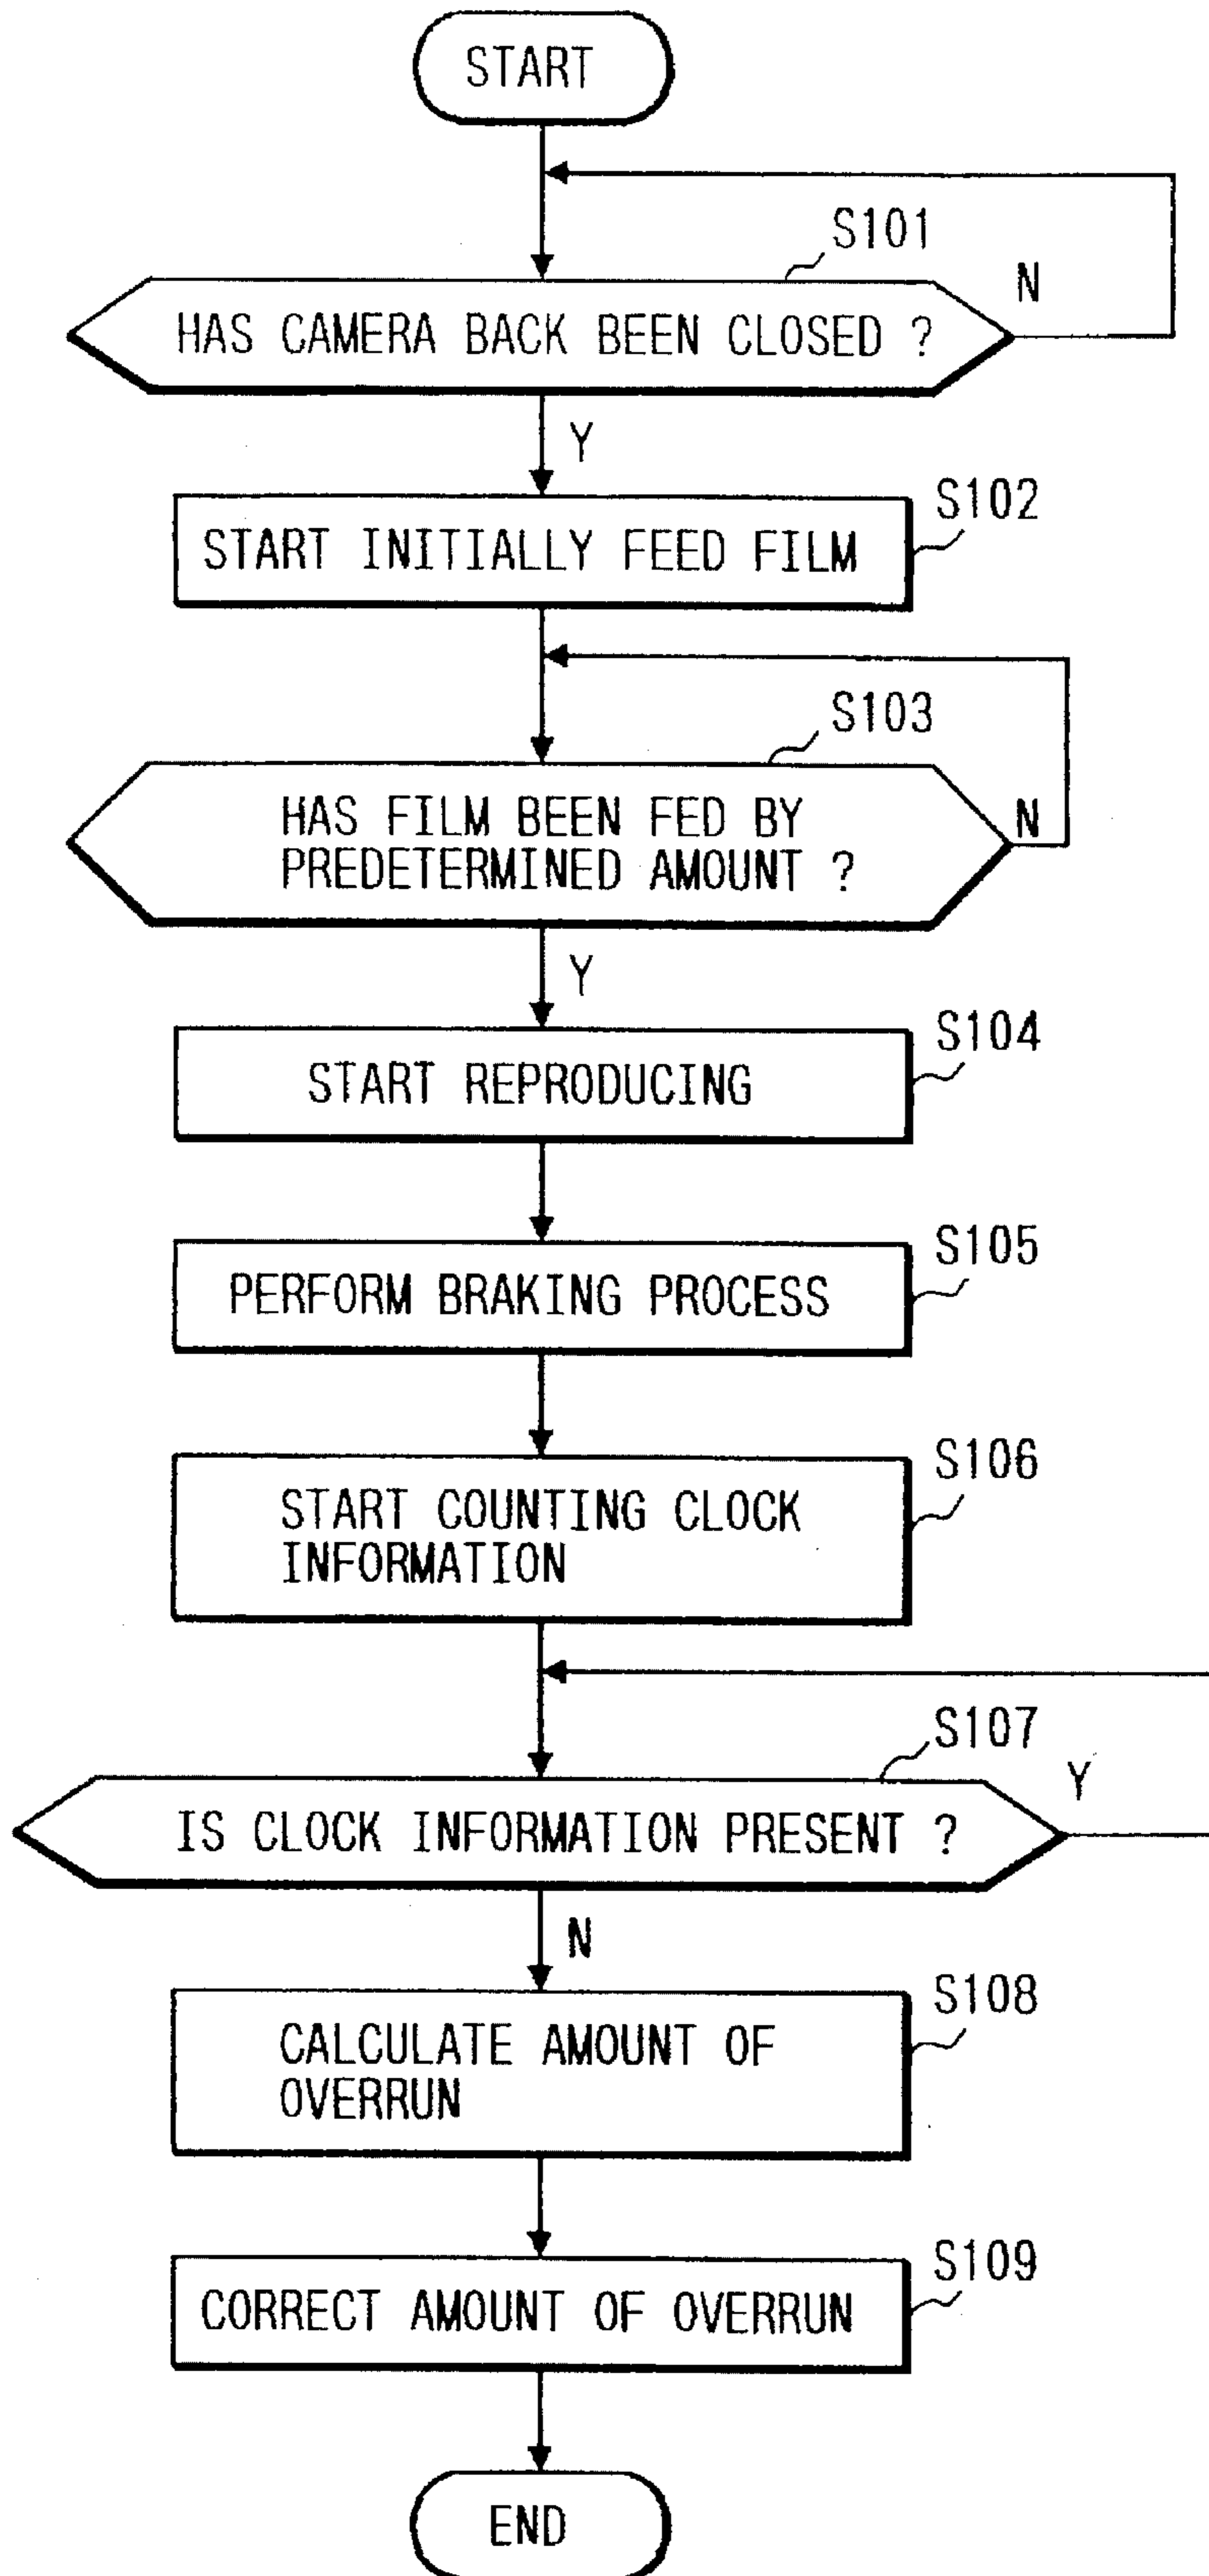 START
S101
HAS CAMERA BACK BEEN CLOSED ?
N
Y
S102
START INITIALLY FEED FILM
S103
HAS FILM BEEN FED BY
PREDETERMINED AMOUNT ?
N
Y
S104
START REPRODUCING
S105
PERFORM BRAKING PROCESS
S106
START COUNTING CLOCK
INFORMATION
S107
IS CLOCK INFORMATION PRESENT ?
Y
N
S108
CALCULATE AMOUNT OF
OVERRUN
S109
CORRECT AMOUNT OF OVERRUN
END